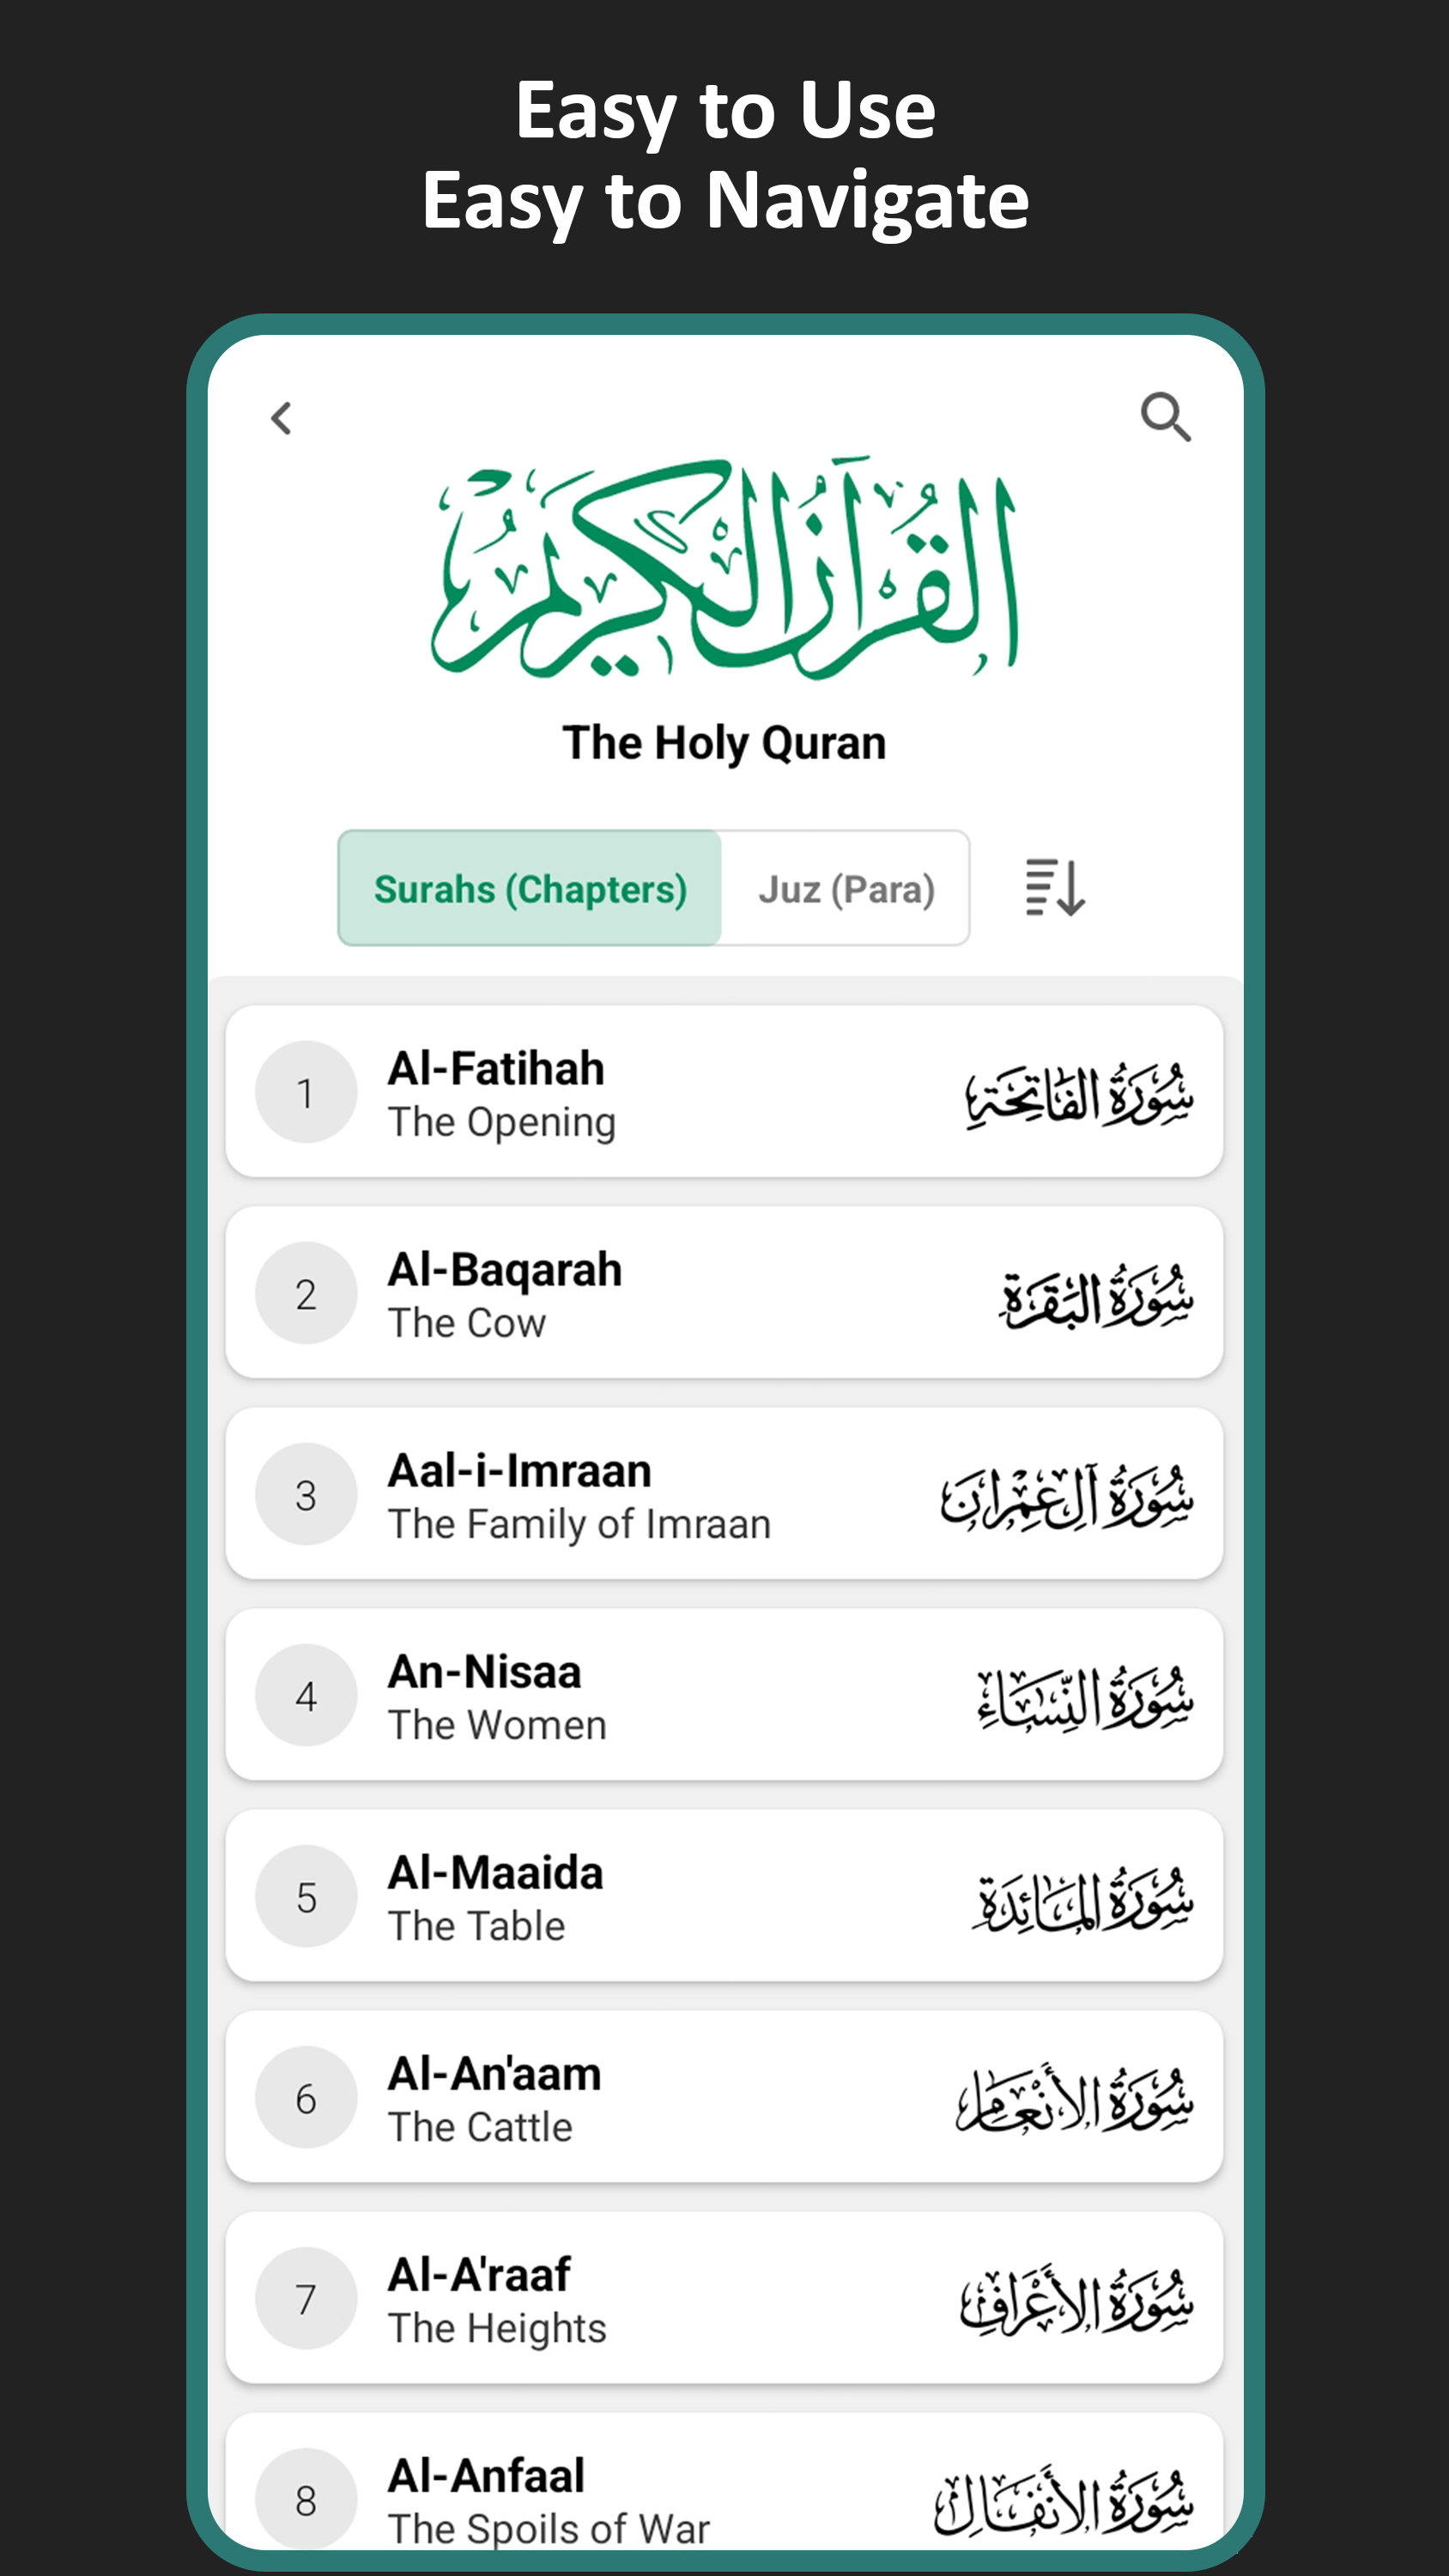 Easy to Use
Easy to Navigate
القرآن الكريم
The Holy Quran
Surahs (Chapters)
Juz (Para)
1
Al-Fatihah
The Opening
سُورَةُ الفَاتِحَةِ
2
Al-Baqarah
The Cow
سُورَةُ البَقَرَةِ
3
Aal-i-Imraan
The Family of Imraan
سُورَةُ آلِ عِمۡرَانَ
4
An-Nisaa
The Women
سُورَةُ النِّسَاءِ
5
Al-Maaida
The Table
سُورَةُ المَائِدَةِ
6
Al-An'aam
The Cattle
سُورَةُ الأَنۡعَامِ
7
Al-A'raaf
The Heights
سُورَةُ الأَعۡرَافِ
8
Al-Anfaal
The Spoils of War
سُورَةُ الأَنفَالِ